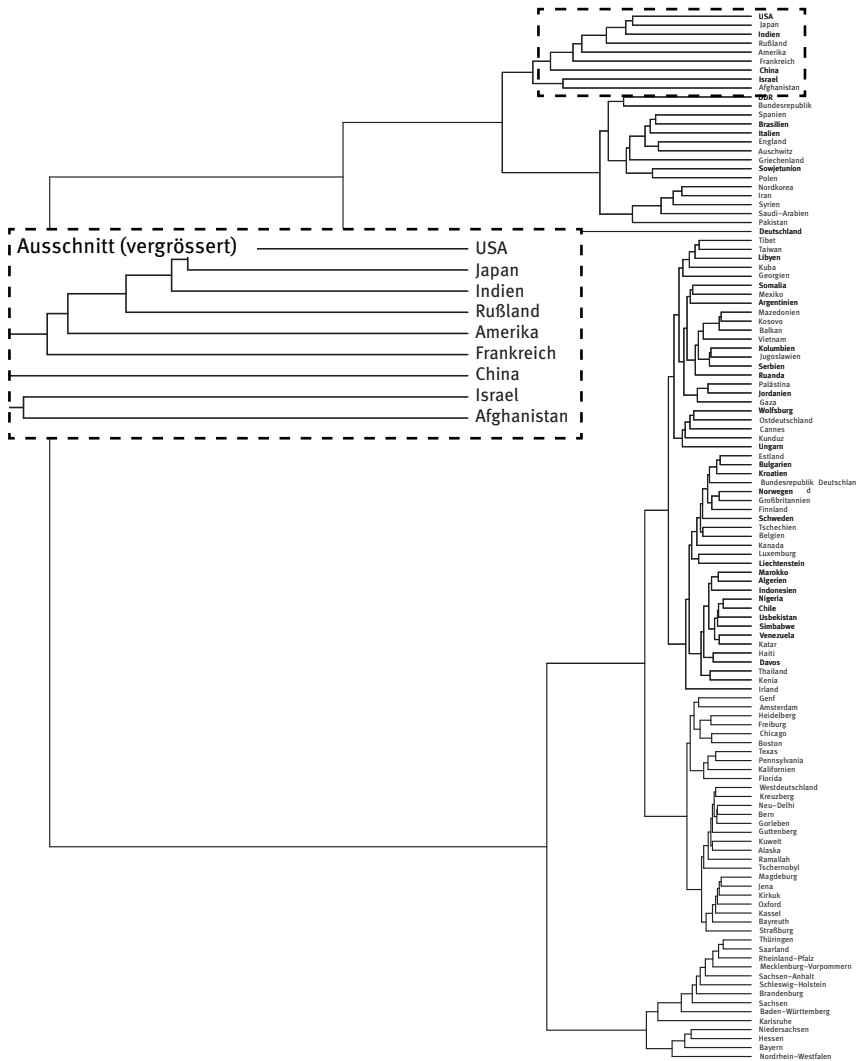 USA
Japan
Indien
Rußland
Amerika
Frankreich
China
Israel
Afghanistan
DDR
Bundesrepublik
Spanien
Brasilien
Italien
England
Auschwitz
Griechenland
Sowjetunion
Polen
Nordkorea
Iran
Syrien
Saudi–Arabien
Pakistan
Deutschland
Ausschnitt (vergrössert)
USA
Japan
Indien
Rußland
Amerika
Frankreich
China
Israel
Afghanistan
Tibet
Taiwan
Libyen
Kuba
Georgien
Somalia
Mexiko
Argentinien
Mazedonien
Kosovo
Balkan
Vietnam
Kolumbien
Jugoslawien
Serbien
Ruanda
Palästina
Jordanien
Gaza
Wolfsburg
Ostdeutschland
Cannes
Kunduz
Ungarn
Estland
Bulgarien
Kroatien
Bundesrepublik Deutschlan
Norwegen d
Großbritannien
Finnland
Schweden
Tschechien
Belgien
Kanada
Luxemburg
Liechtenstein
Marokko
Algerien
Indonesien
Nigeria
Chile
Usbekistan
Simbabwe
Venezuela
Katar
Haiti
Davos
Thailand
Kenia
Irland
Genf
Amsterdam
Heidelberg
Freiburg
Chicago
Boston
Texas
Pennsylvania
Kalifornien
Florida
Westdeutschland
Kreuzberg
Neu–Delhi
Bern
Gorleben
Guttenberg
Kuweit
Alaska
Ramallah
Tschernobyl
Magdeburg
Jena
Kirkuk
Oxford
Kassel
Bayreuth
Straßburg
Thüringen
Saarland
Rheinland–Pfalz
Mecklenburg–Vorpommern
Sachsen–Anhalt
Schleswig–Holstein
Brandenburg
Sachsen
Baden–Württemberg
Karlsruhe
Niedersachsen
Hessen
Bayern
Nordrhein–Westfalen